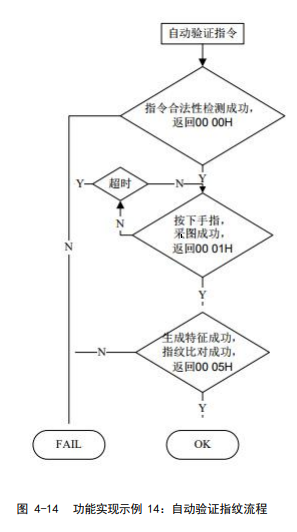 自动验证指令
指令合法性检测成功，
返回00 00H
Y
Y
超时
N
按下手指，
采图成功，
返回00 01H
N
N
Y
生成特征成功，
指纹比对成功，
返回00 05H
N
Y
FAIL
OK
图 4-14 功能实现示例 14：自动验证指纹流程